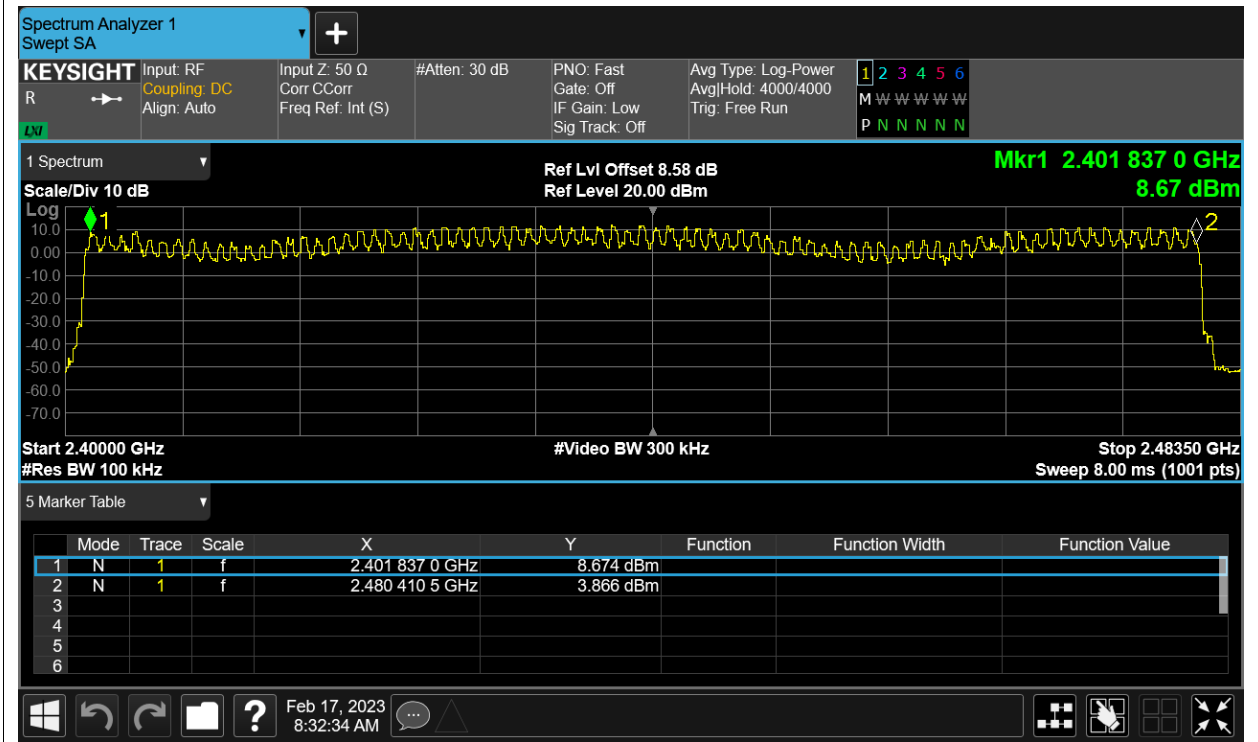 Spectrum Analyzer 1
Swept SA
+
KEYSIGHT
R
LXI
Input: RF
Coupling: DC
Align: Auto
Input Z: 50 Ω
Corr CCorr
Freq Ref: Int (S)
#Atten: 30 dB
PNO: Fast
Gate: Off
IF Gain: Low
Sig Track: Off
Avg Type: Log-Power
Avg|Hold: 4000/4000
Trig: Free Run
1 2 3 4 5 6
M W W W W W
P N N N N N
1 Spectrum
Scale/Div 10 dB
Ref Lvl Offset 8.58 dB
Ref Level 20.00 dBm
Mkr1 2.401 837 0 GHz
8.67 dBm
Log
1
2
10.0
0.00
-10.0
-20.0
-30.0
-40.0
-50.0
-60.0
-70.0
Start 2.40000 GHz
#Video BW 300 kHz
Stop 2.48350 GHz
#Res BW 100 kHz
Sweep 8.00 ms (1001 pts)
5 Marker Table
Mode Trace Scale X Y Function Function Width Function Value
1 N 1 f 2.401 837 0 GHz 8.674 dBm
2 N 1 f 2.480 410 5 GHz 3.866 dBm
3
4
5
6
?
Feb 17, 2023
8:32:34 AM